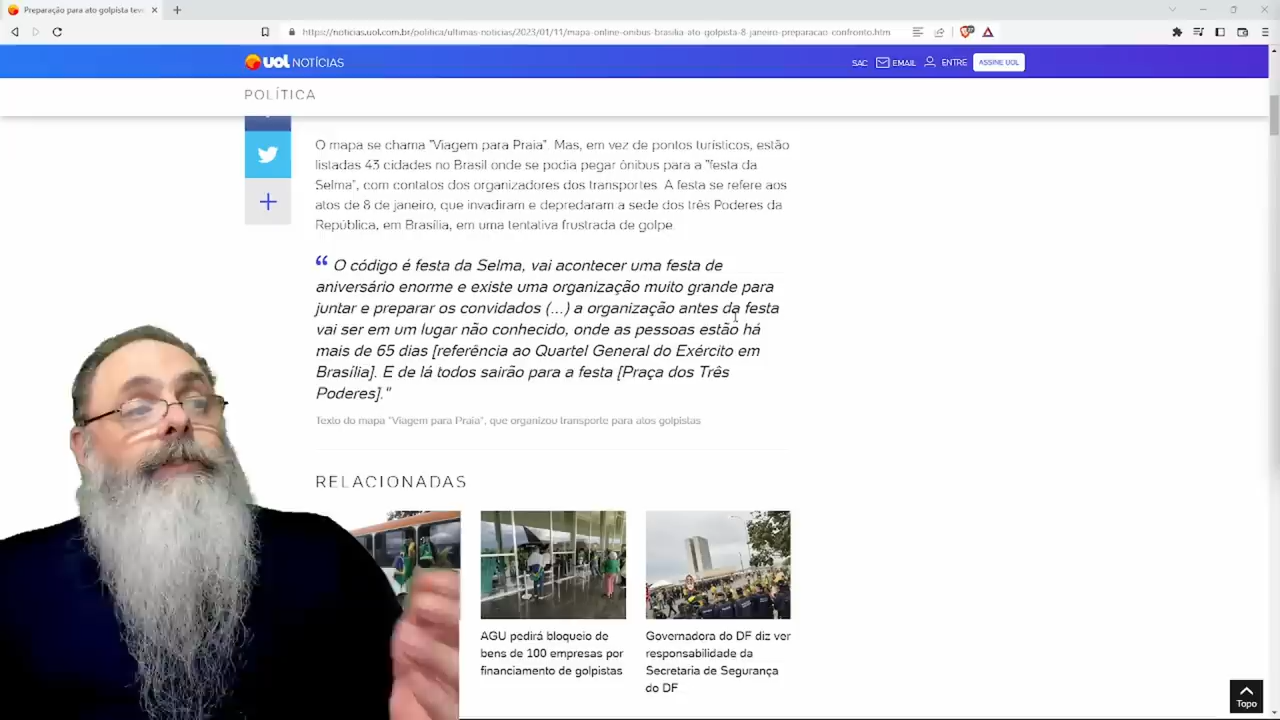 Preparação para ato golpista teve
https://noticias.uol.com.br/politica/ultimas-noticias/2023/01/11/mapa-online-onibus-brasilia-ato-golpista-8-janeiro-preparacao-confronto.htm
UOL NOTÍCIAS
SAC EMAIL ENTRE ASSINE UOL
POLÍTICA
O mapa se chama "Viagem para Praia". Mas, em vez de pontos turísticos, estão
listadas 43 cidades no Brasil onde se podia pegar ônibus para a "festa da
Selma", com contatos dos organizadores dos transportes. A festa se refere aos
atos de 8 de janeiro, que invadiram e depredaram a sede dos três Poderes da
República, em Brasília, em uma tentativa frustrada de golpe.
“ O código é festa da Selma, vai acontecer uma festa de
aniversário enorme e existe uma organização muito grande para
juntar e preparar os convidados (...) a organização antes da festa
vai ser em um lugar não conhecido, onde as pessoas estão há
mais de 65 dias [referência ao Quartel General do Exército em
Brasília]. E de lá todos sairão para a festa [Praça dos Três
Poderes]."
Texto do mapa "Viagem para Praia", que organizou transporte para atos golpistas
RELACIONADAS
AGU pedirá bloqueio de
bens de 100 empresas por
financiamento de golpistas
Governadora do DF diz ver
responsabilidade da
Secretaria de Segurança
do DF
Topo